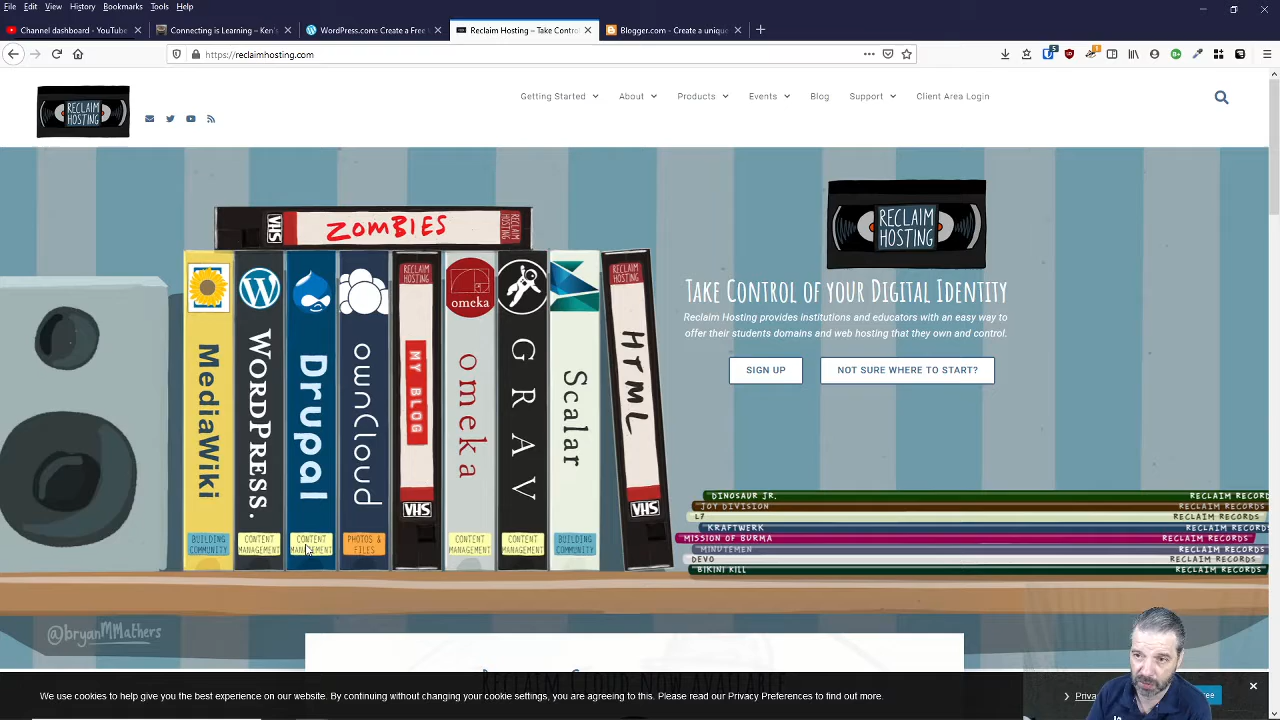 File Edit View History Bookmarks Tools Help
Channel dashboard - YouTube
Connecting is Learning – Ken's
WordPress.com: Create a Free
Reclaim Hosting – Take Control
Blogger.com - Create a unique
https://reclaimhosting.com
RECLAIM HOSTING
Getting Started About Products Events Blog Support Client Area Login
ZOMBIES
VHS
RECLAIM HOSTING
MediaWiki
BUILDING COMMUNITY
WORDPRESS.
CONTENT MANAGEMENT
Drupal
CONTENT MANAGEMENT
ownCloud
PHOTOS & FILES
RECLAIM HOSTING
MY BLOG
VHS
omeka
omeka
CONTENT MANAGEMENT
GRAV
CONTENT MANAGEMENT
Scalar
BUILDING COMMUNITY
RECLAIM HOSTING
HTML
VHS
RECLAIM HOSTING
TAKE CONTROL OF YOUR DIGITAL IDENTITY
Reclaim Hosting provides institutions and educators with an easy way to
offer their students domains and web hosting that they own and control.
SIGN UP NOT SURE WHERE TO START?
DINOSAUR JR. RECLAIM RECORD
JOY DIVISION RECLAIM RECORDS
L7 RECLAIM RECORDS
KRAFTWERK RECLAIM RECORDS
MISSION OF BURMA RECLAIM RECORDS
MINUTEMEN RECLAIM RECORDS
DEVO RECLAIM RECORDS
BIKINI KILL RECLAIM RECORDS
@bryanMMathers
RECLAIM CLOUD NOW AVAILABLE
We use cookies to help give you the best experience on our website. By continuing without changing your cookie settings, you are agreeing to this. Please read our Privacy Preferences to find out more.